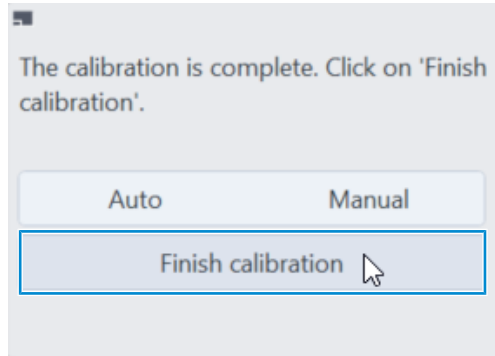 The calibration is complete. Click on 'Finish
calibration'.
Auto Manual
Finish calibration